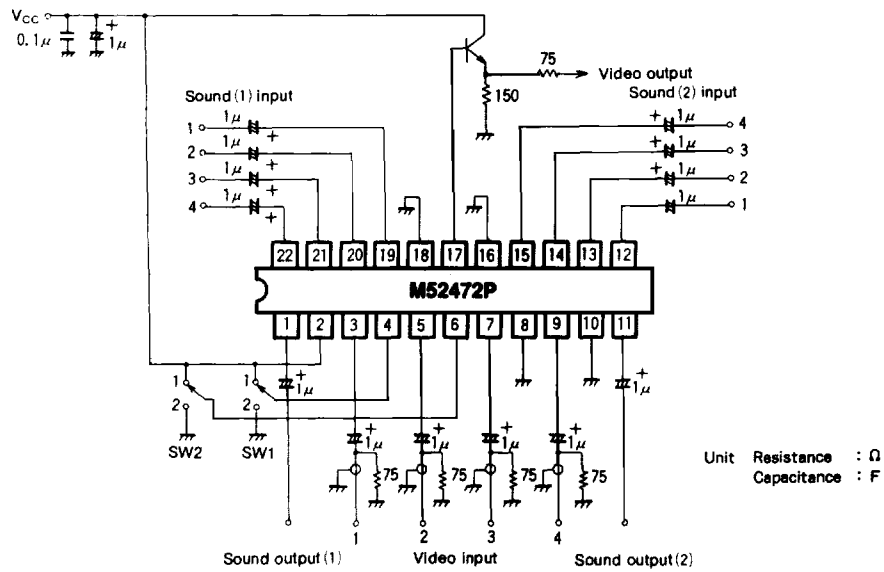 Vcc
0.1μ
+
1μ
75
Video output
150
Sound(1) input
Sound(2) input
1 1μ +
2 1μ +
3 1μ +
4 1μ +
+ 1μ 4
+ 1μ 3
+ 1μ 2
1μ 1
22 21 20 19 18 17 16 15 14 13 12
M52472P
1 2 3 4 5 6 7 8 9 10 11
1 2 SW2
1 2 SW1
+ 1μ
+ 1μ
+ 1μ 75
+ 1μ 75
+ 1μ 75
+ 1μ 75
Unit Resistance : Ω
Capacitance : F
1 2 3 4
Sound output(1) Video input Sound output(2)